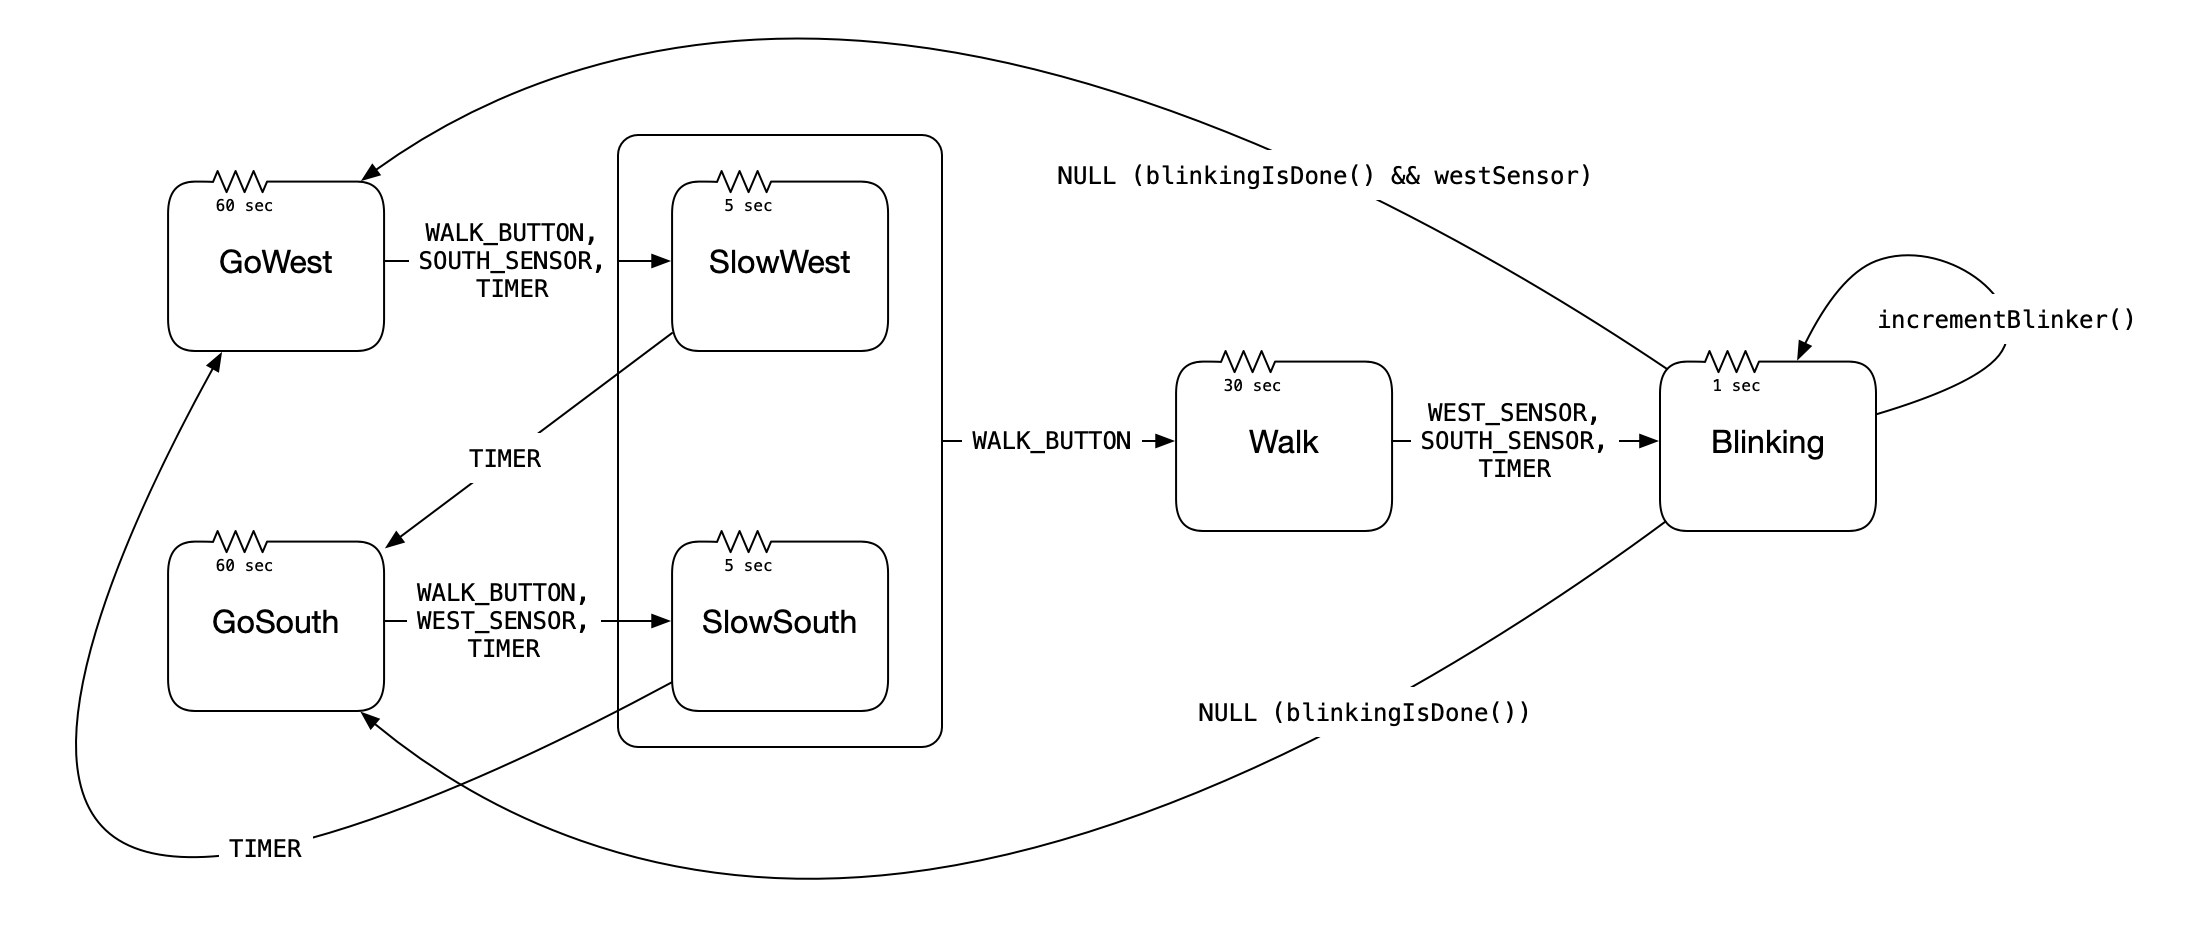 NULL (blinkingIsDone() && westSensor)
60 sec
GoWest
WALK_BUTTON,
SOUTH_SENSOR,
TIMER
5 sec
SlowWest
TIMER
60 sec
GoSouth
WALK_BUTTON,
WEST_SENSOR,
TIMER
5 sec
SlowSouth
TIMER
WALK_BUTTON
30 sec
Walk
WEST_SENSOR,
SOUTH_SENSOR,
TIMER
1 sec
Blinking
incrementBlinker()
NULL (blinkingIsDone())